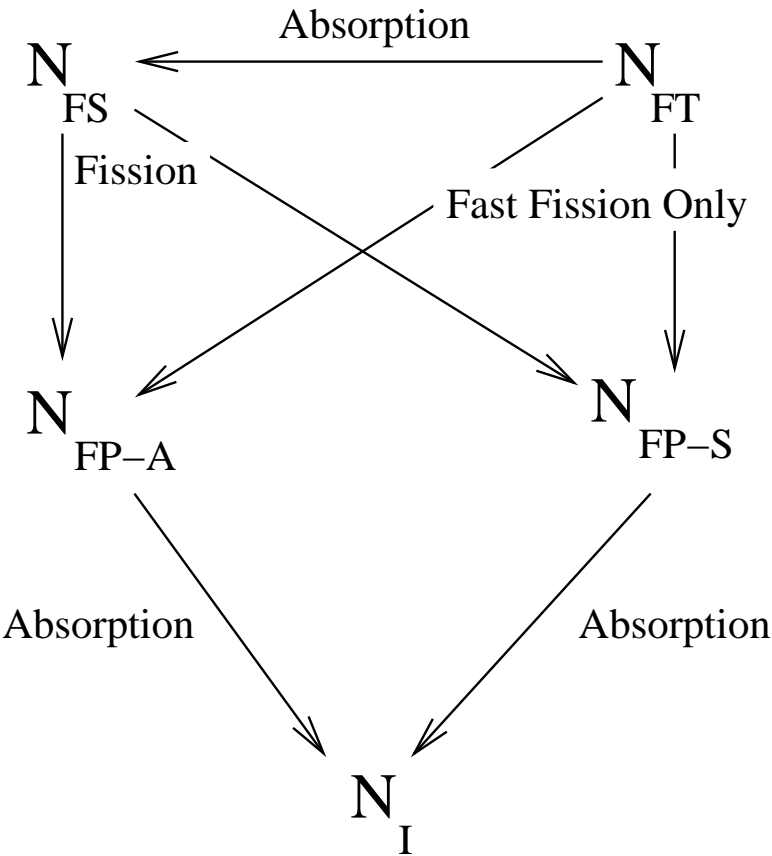 Absorption
N FS
N FT
Fission
Fast Fission Only
N FP–A
N FP–S
Absorption
Absorption
N I